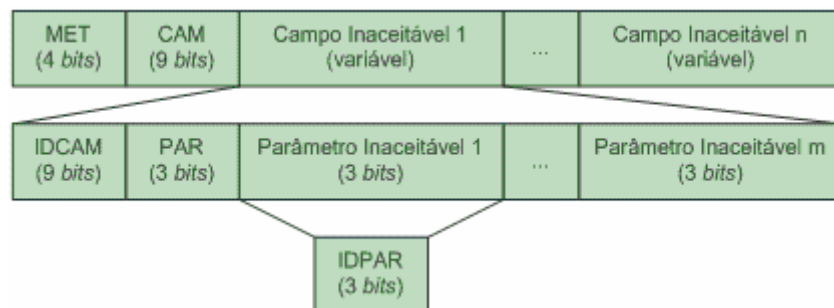 MET CAM Campo Inaceitável 1 Campo Inaceitável n
(4 bits) (9 bits) (variável) ... (variável)
IDCAM PAR Parâmetro Inaceitável 1 Parâmetro Inaceitável m
(9 bits) (3 bits) (3 bits) ... (3 bits)
IDPAR
(3 bits)